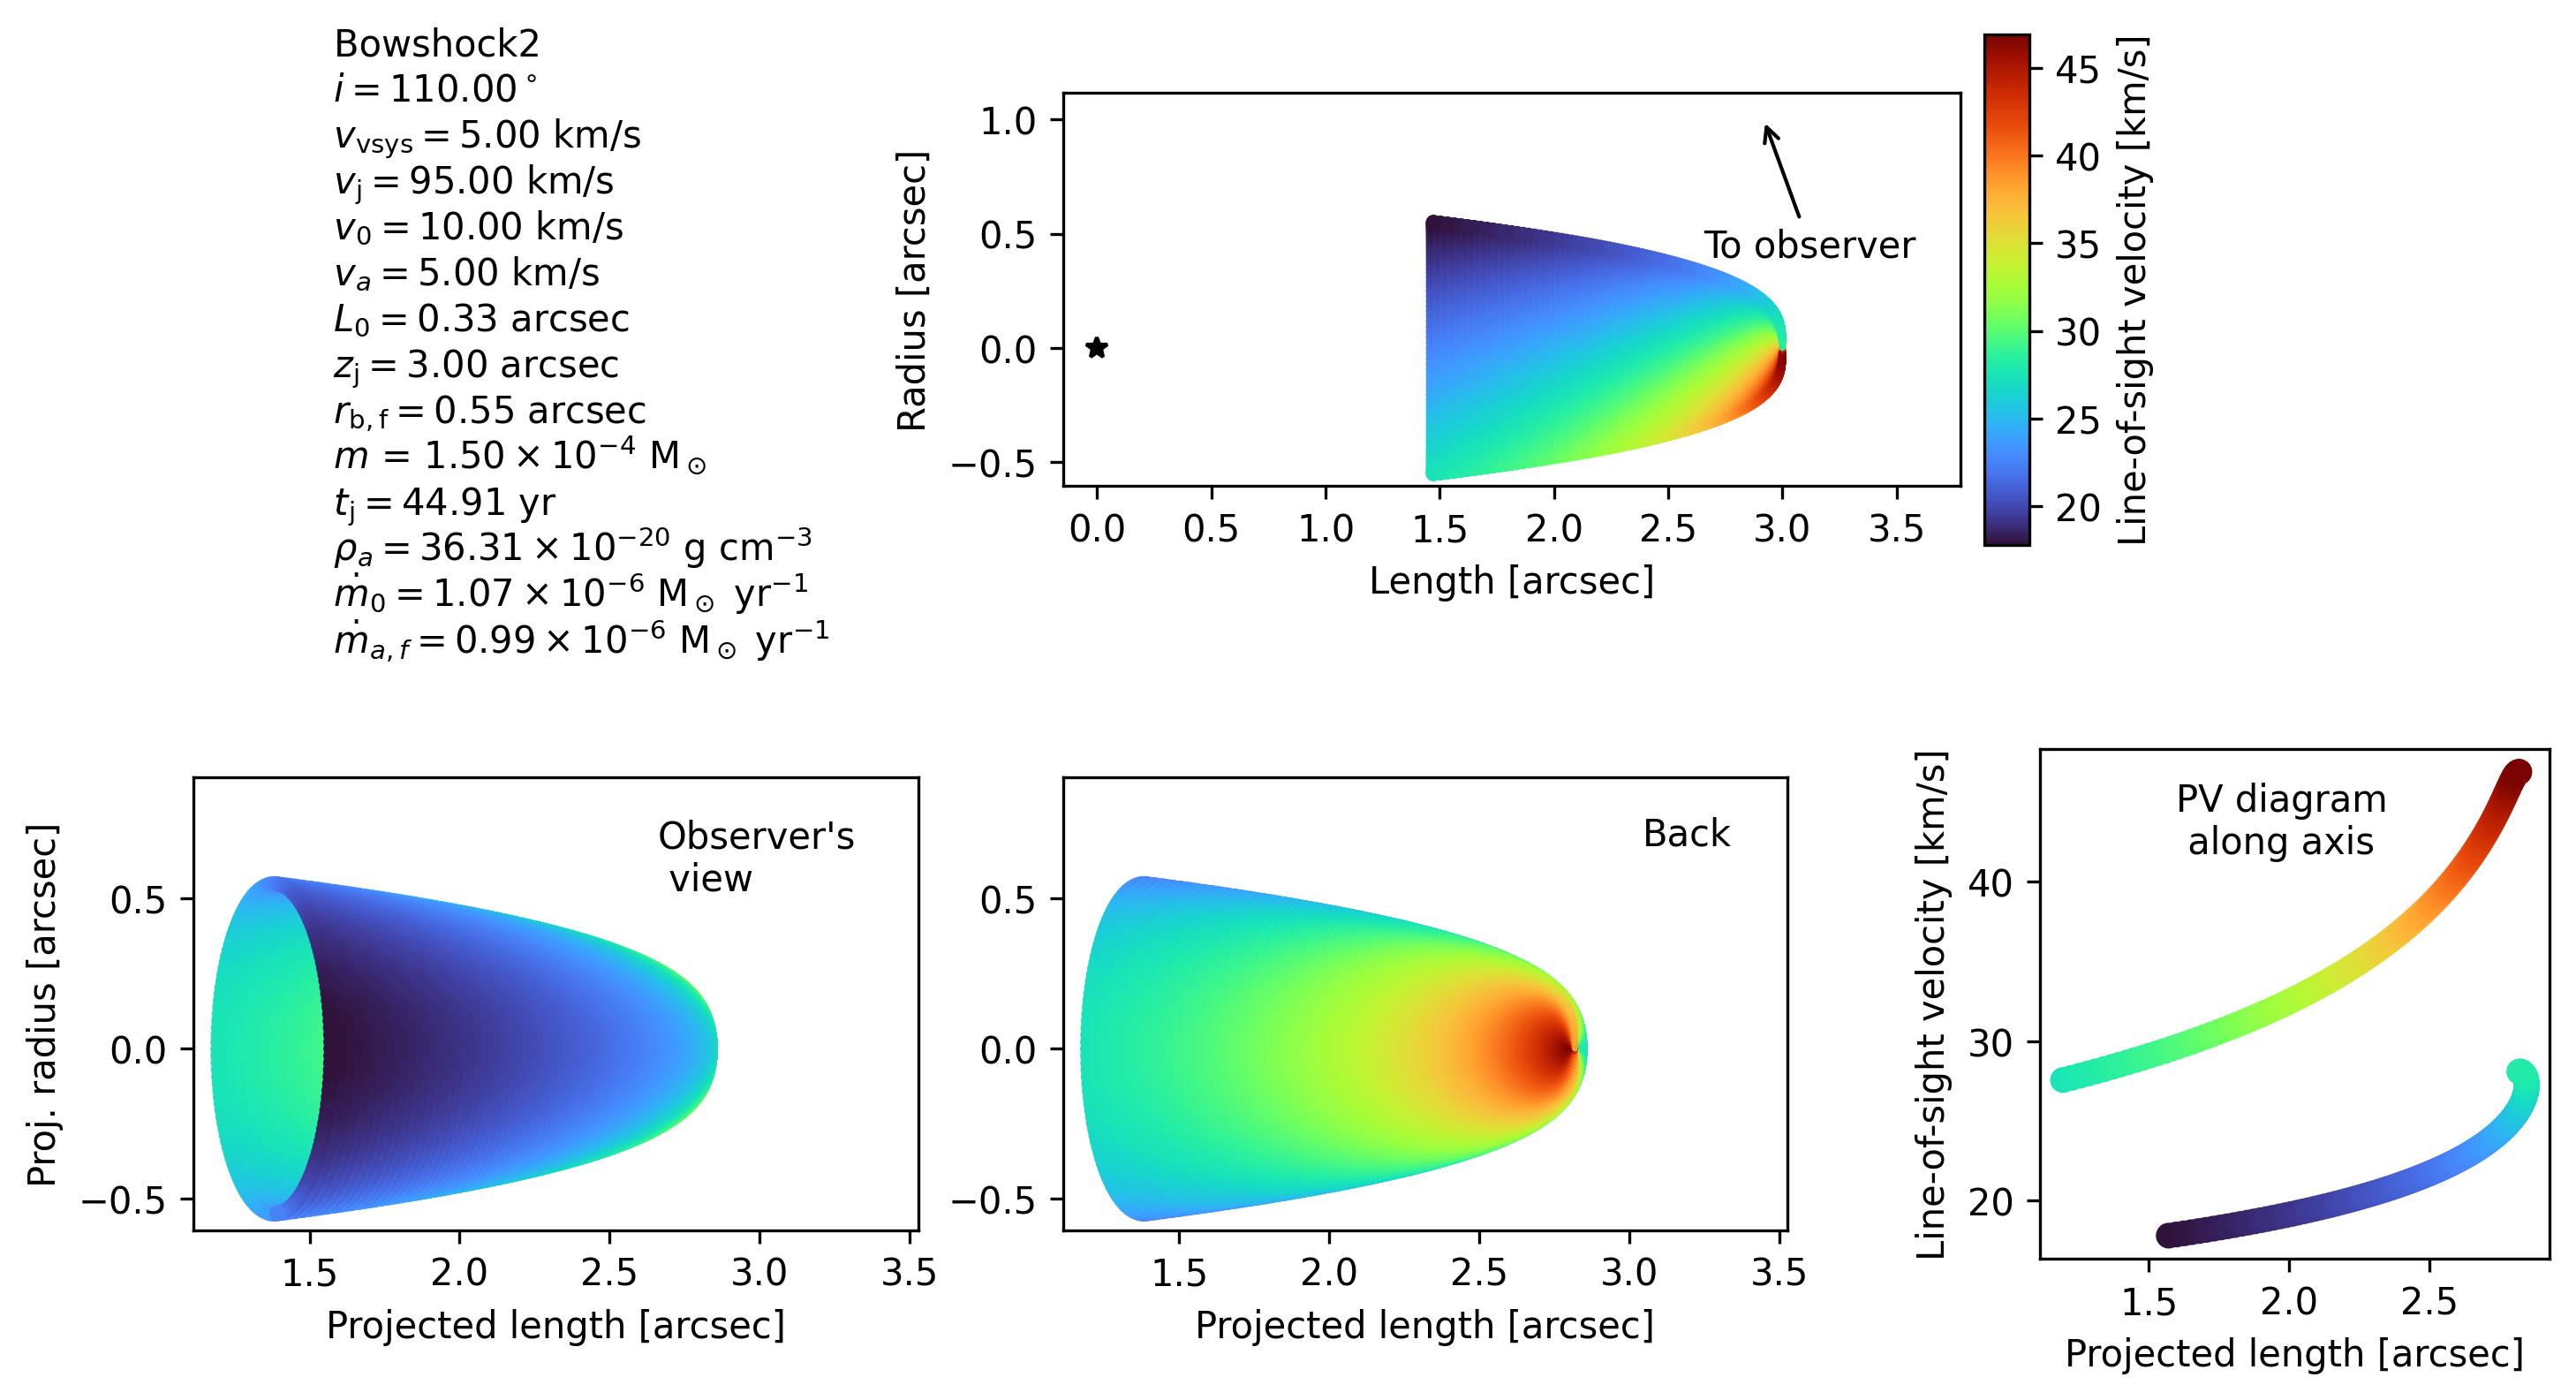 Bowshock2
i = 110.00°
v_vsys = 5.00 km/s
v_j = 95.00 km/s
v_0 = 10.00 km/s
v_a = 5.00 km/s
L_0 = 0.33 arcsec
z_j = 3.00 arcsec
r_b,f = 0.55 arcsec
m = 1.50 × 10⁻⁴ M_⊙
t_j = 44.91 yr
ρ_a = 36.31 × 10⁻²⁰ g cm⁻³
ṁ_0 = 1.07 × 10⁻⁶ M_⊙ yr⁻¹
ṁ_a,f = 0.99 × 10⁻⁶ M_⊙ yr⁻¹
Radius [arcsec]
1.0
0.5
0.0
−0.5
To observer
0.0 0.5 1.0 1.5 2.0 2.5 3.0 3.5
Length [arcsec]
45
40
35
30
25
20
Line-of-sight velocity [km/s]
Proj. radius [arcsec]
0.5
0.0
−0.5
Observer's
view
1.5 2.0 2.5 3.0 3.5
Projected length [arcsec]
0.5
0.0
−0.5
Back
1.5 2.0 2.5 3.0 3.5
Projected length [arcsec]
Line-of-sight velocity [km/s]
40
30
20
PV diagram
along axis
1.5 2.0 2.5
Projected length [arcsec]